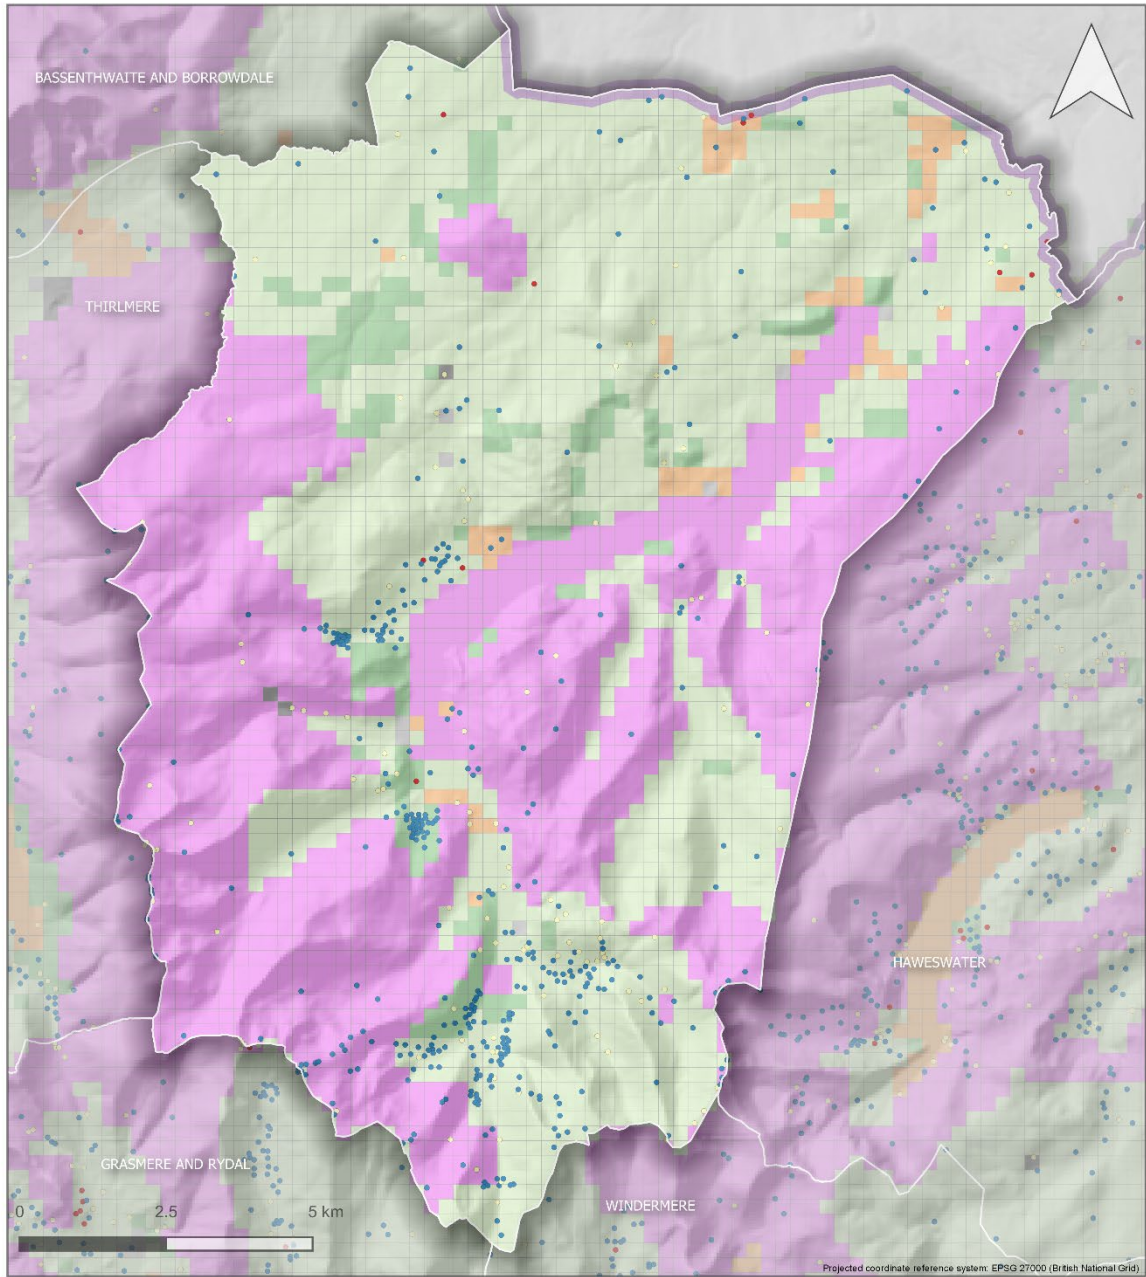 BASSENTHWAITE AND BORROWDALE
THIRLMERE
HAWESWATER
GRASMERE AND RYDAL
WINDERMERE
0 2.5 5 km
Projected coordinate reference system: EPSG 27000 (British National Grid)